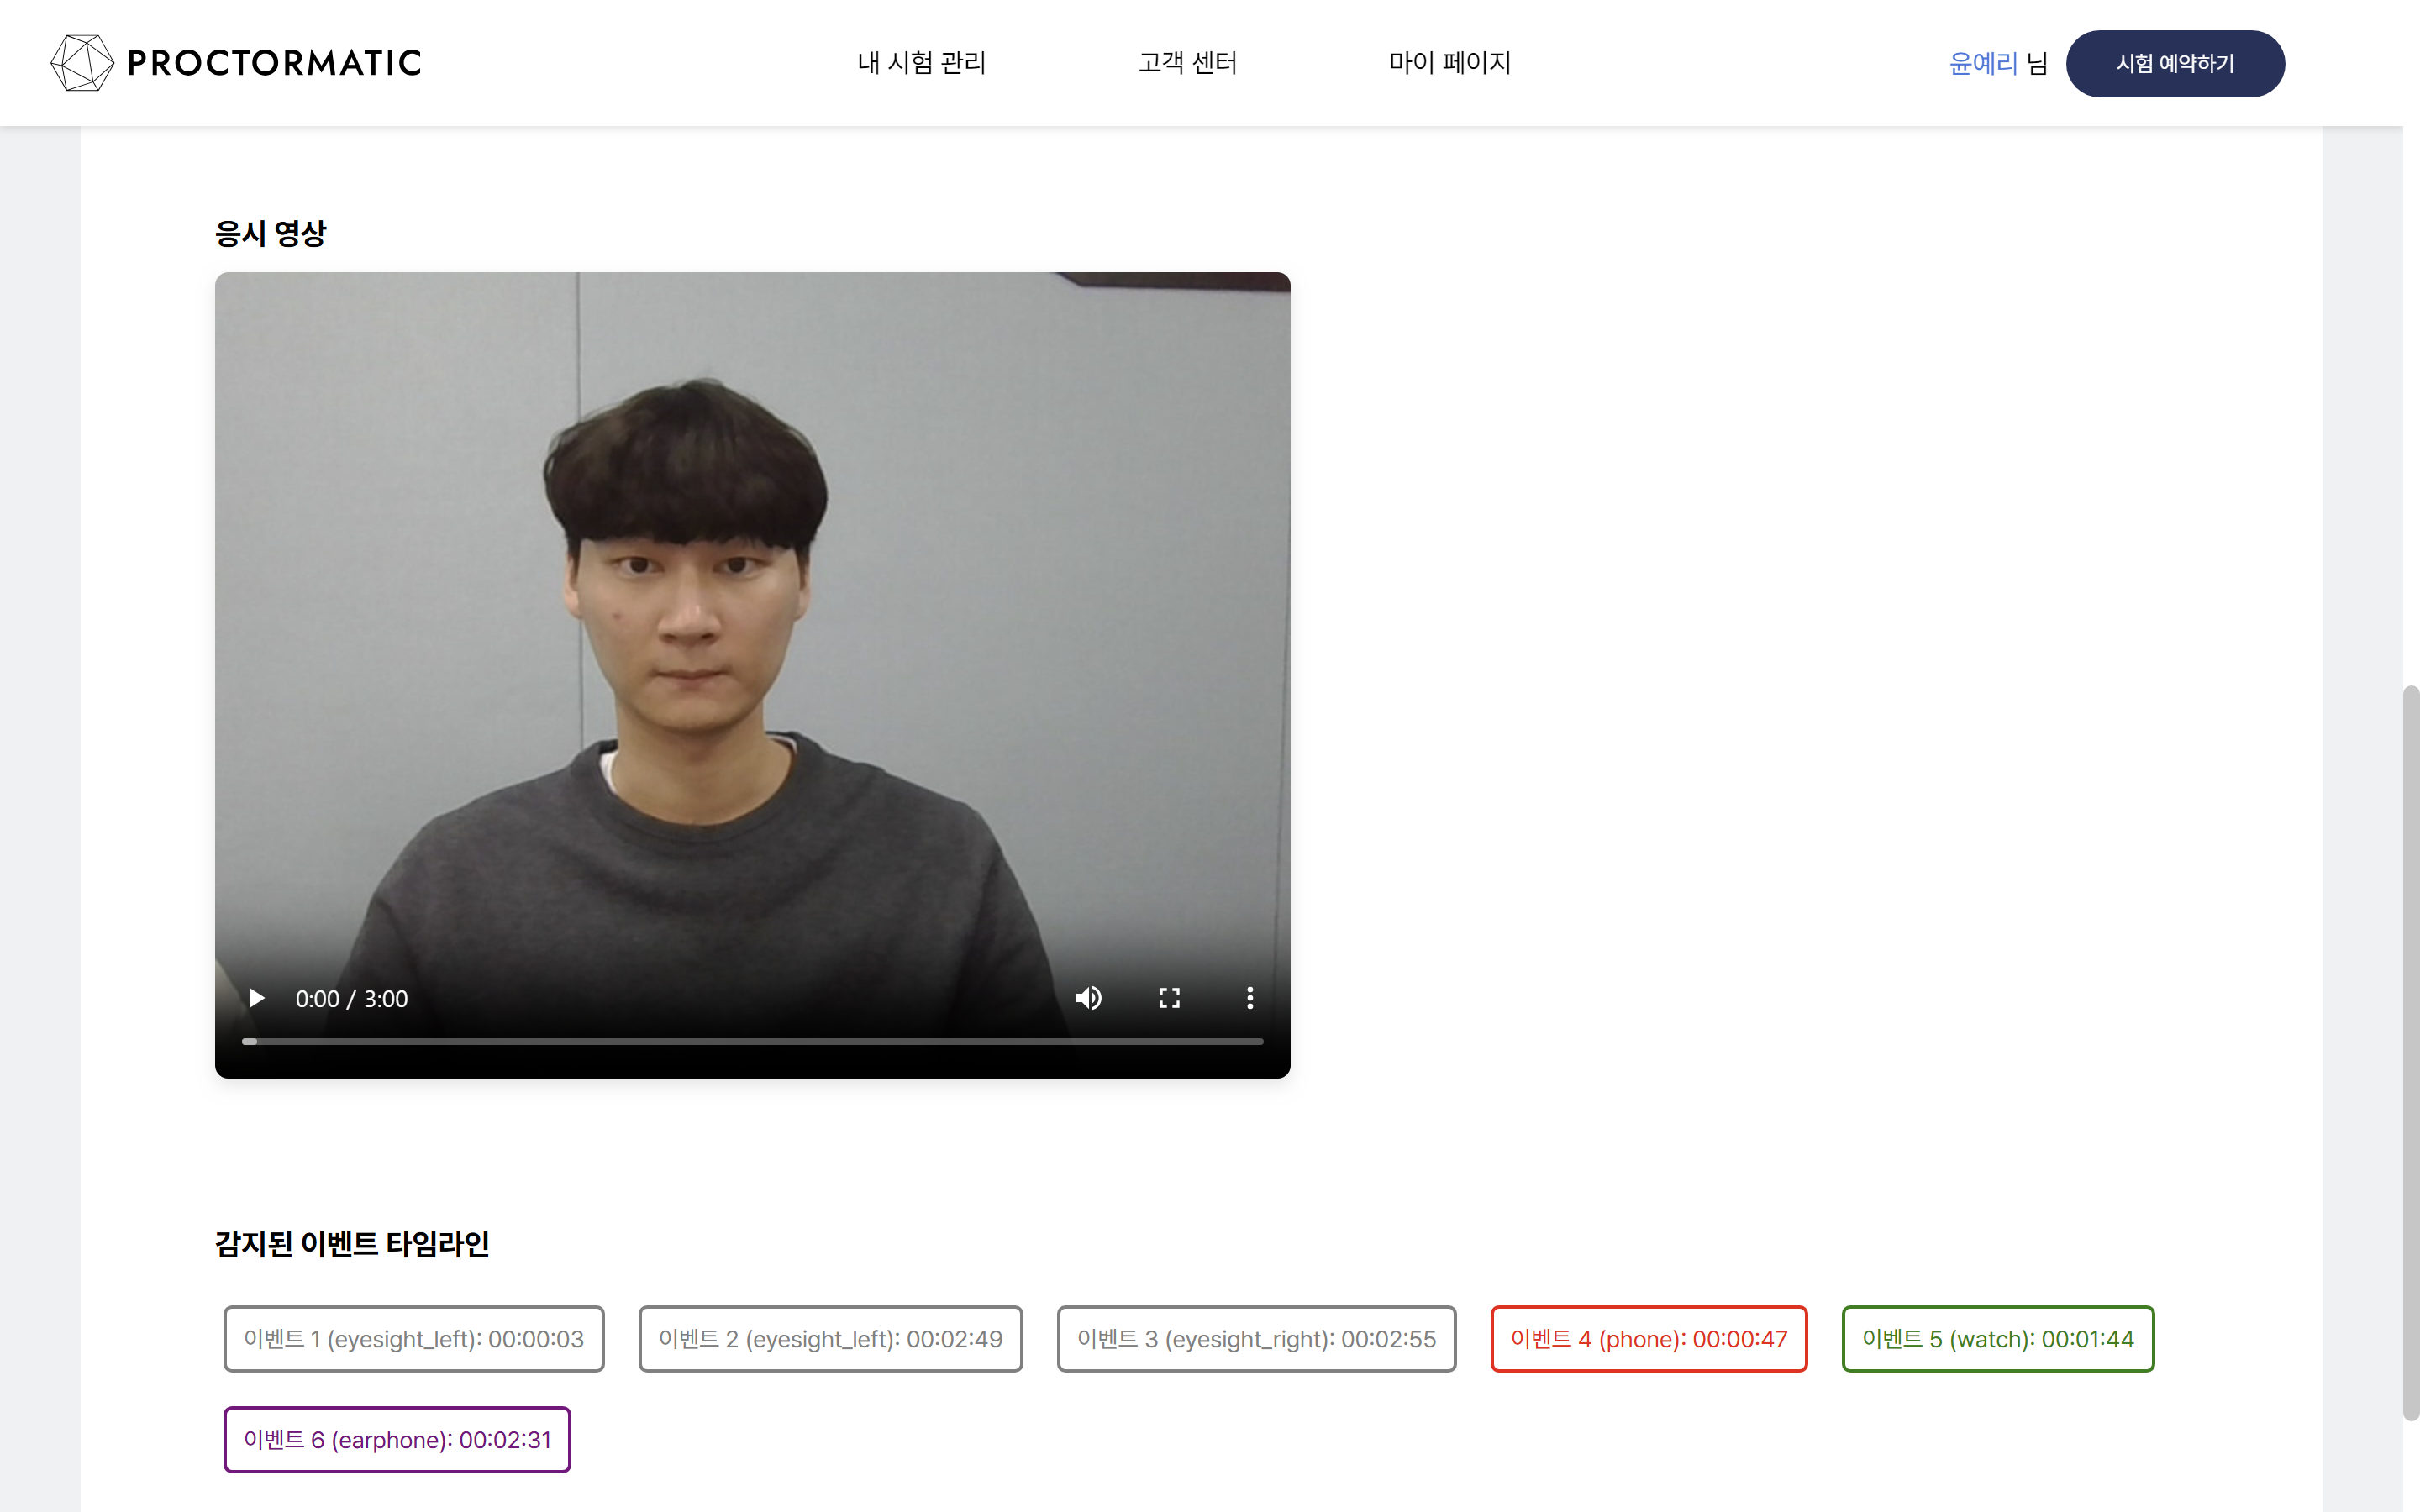 PROCTORMATIC
내 시험 관리
고객 센터
마이 페이지
윤예리 님
시험 예약하기
응시 영상
0:00 / 3:00
감지된 이벤트 타임라인
이벤트 1 (eyesight_left): 00:00:03
이벤트 2 (eyesight_left): 00:02:49
이벤트 3 (eyesight_right): 00:02:55
이벤트 4 (phone): 00:00:47
이벤트 5 (watch): 00:01:44
이벤트 6 (earphone): 00:02:31